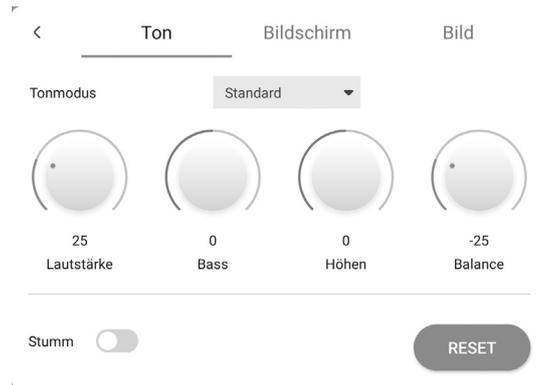 Ton Bildschirm Bild
Tonmodus Standard
25 0 0 -25
Lautstärke Bass Höhen Balance
Stumm RESET